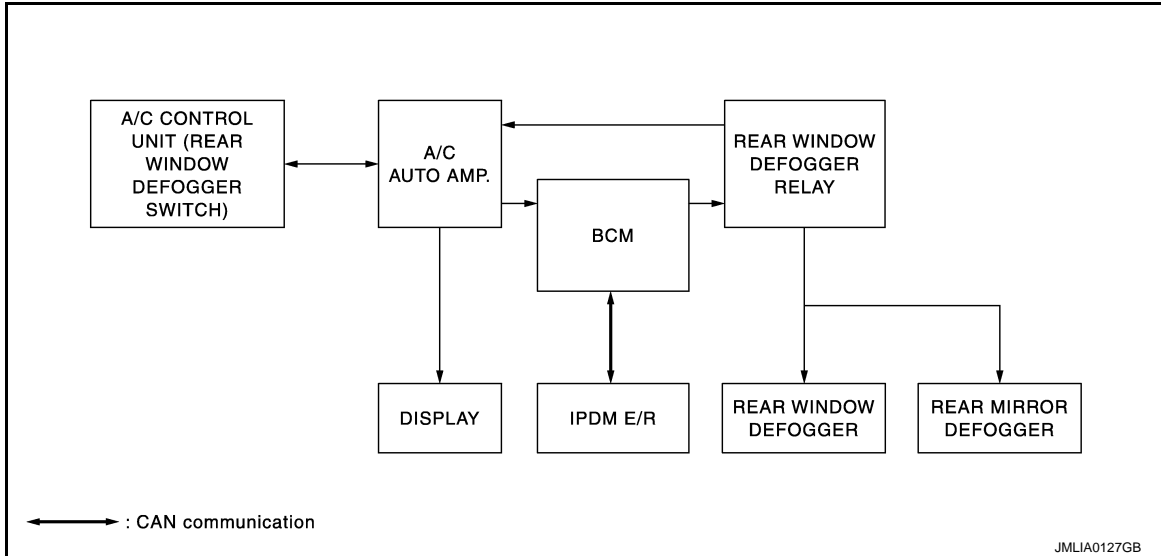 A/C CONTROL
UNIT (REAR
WINDOW
DEFOGGER
SWITCH)
A/C
AUTO AMP.
BCM
REAR WINDOW
DEFOGGER
RELAY
DISPLAY
IPDM E/R
REAR WINDOW
DEFOGGER
REAR MIRROR
DEFOGGER
: CAN communication
JMLIA0127GB